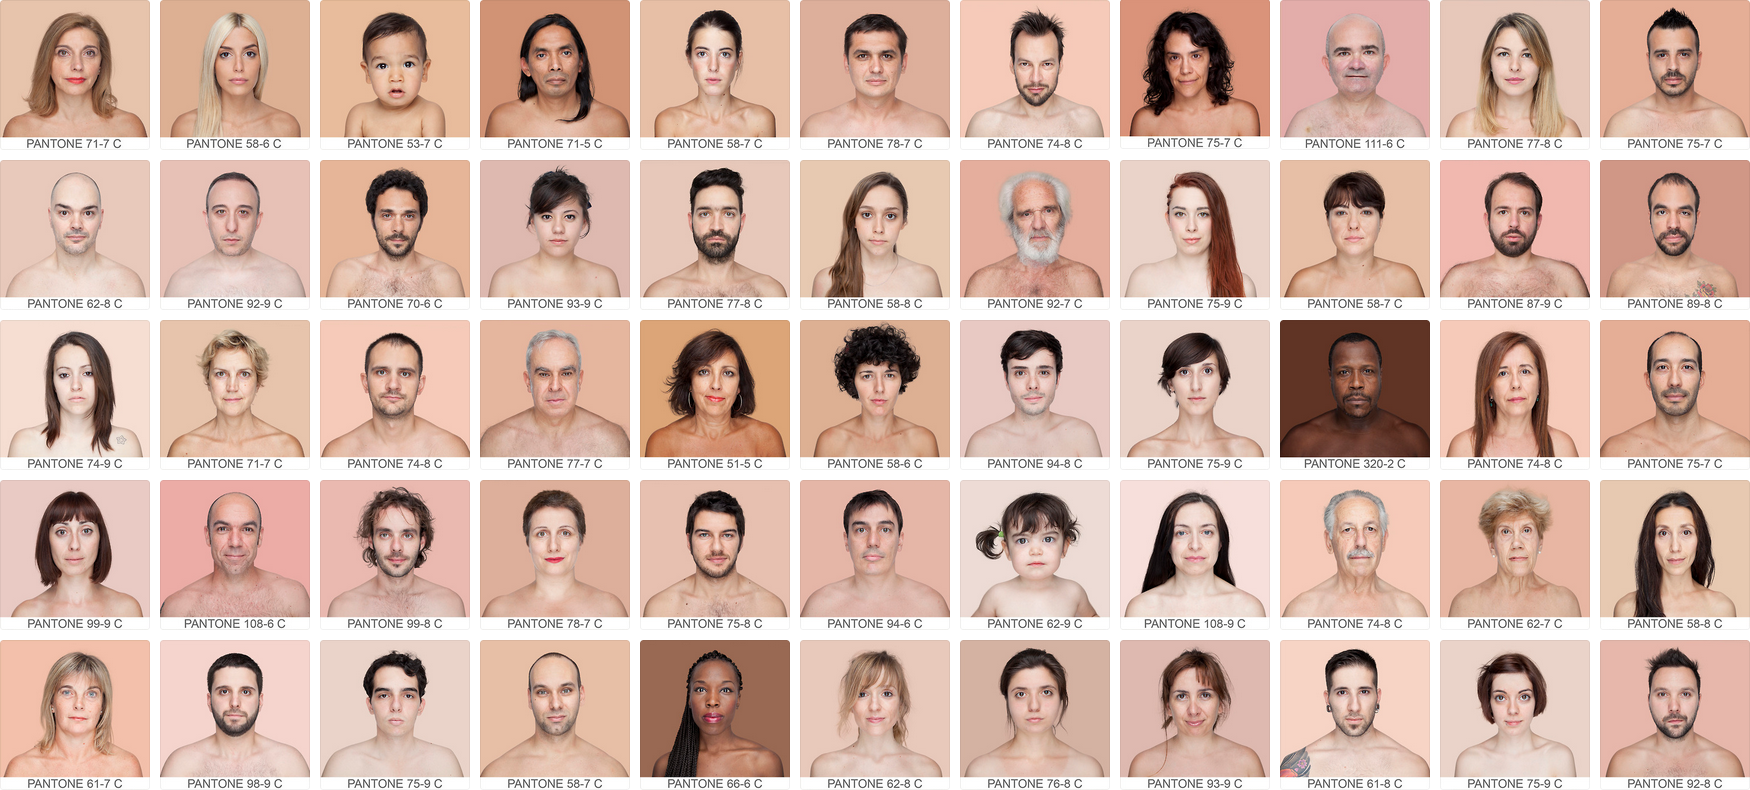 PANTONE 71-7 C
PANTONE 58-6 C
PANTONE 53-7 C
PANTONE 71-5 C
PANTONE 58-7 C
PANTONE 78-7 C
PANTONE 74-8 C
PANTONE 75-7 C
PANTONE 111-6 C
PANTONE 77-8 C
PANTONE 75-7 C
PANTONE 62-8 C
PANTONE 92-9 C
PANTONE 70-6 C
PANTONE 93-9 C
PANTONE 77-8 C
PANTONE 58-8 C
PANTONE 92-7 C
PANTONE 75-9 C
PANTONE 58-7 C
PANTONE 87-9 C
PANTONE 89-8 C
PANTONE 74-9 C
PANTONE 71-7 C
PANTONE 74-8 C
PANTONE 77-7 C
PANTONE 51-5 C
PANTONE 58-6 C
PANTONE 94-8 C
PANTONE 75-9 C
PANTONE 320-2 C
PANTONE 74-8 C
PANTONE 75-7 C
PANTONE 99-9 C
PANTONE 108-6 C
PANTONE 99-8 C
PANTONE 78-7 C
PANTONE 75-8 C
PANTONE 94-6 C
PANTONE 62-9 C
PANTONE 108-9 C
PANTONE 74-8 C
PANTONE 62-7 C
PANTONE 58-8 C
PANTONE 61-7 C
PANTONE 98-9 C
PANTONE 75-9 C
PANTONE 58-7 C
PANTONE 66-6 C
PANTONE 62-8 C
PANTONE 76-8 C
PANTONE 93-9 C
PANTONE 61-8 C
PANTONE 75-9 C
PANTONE 92-8 C